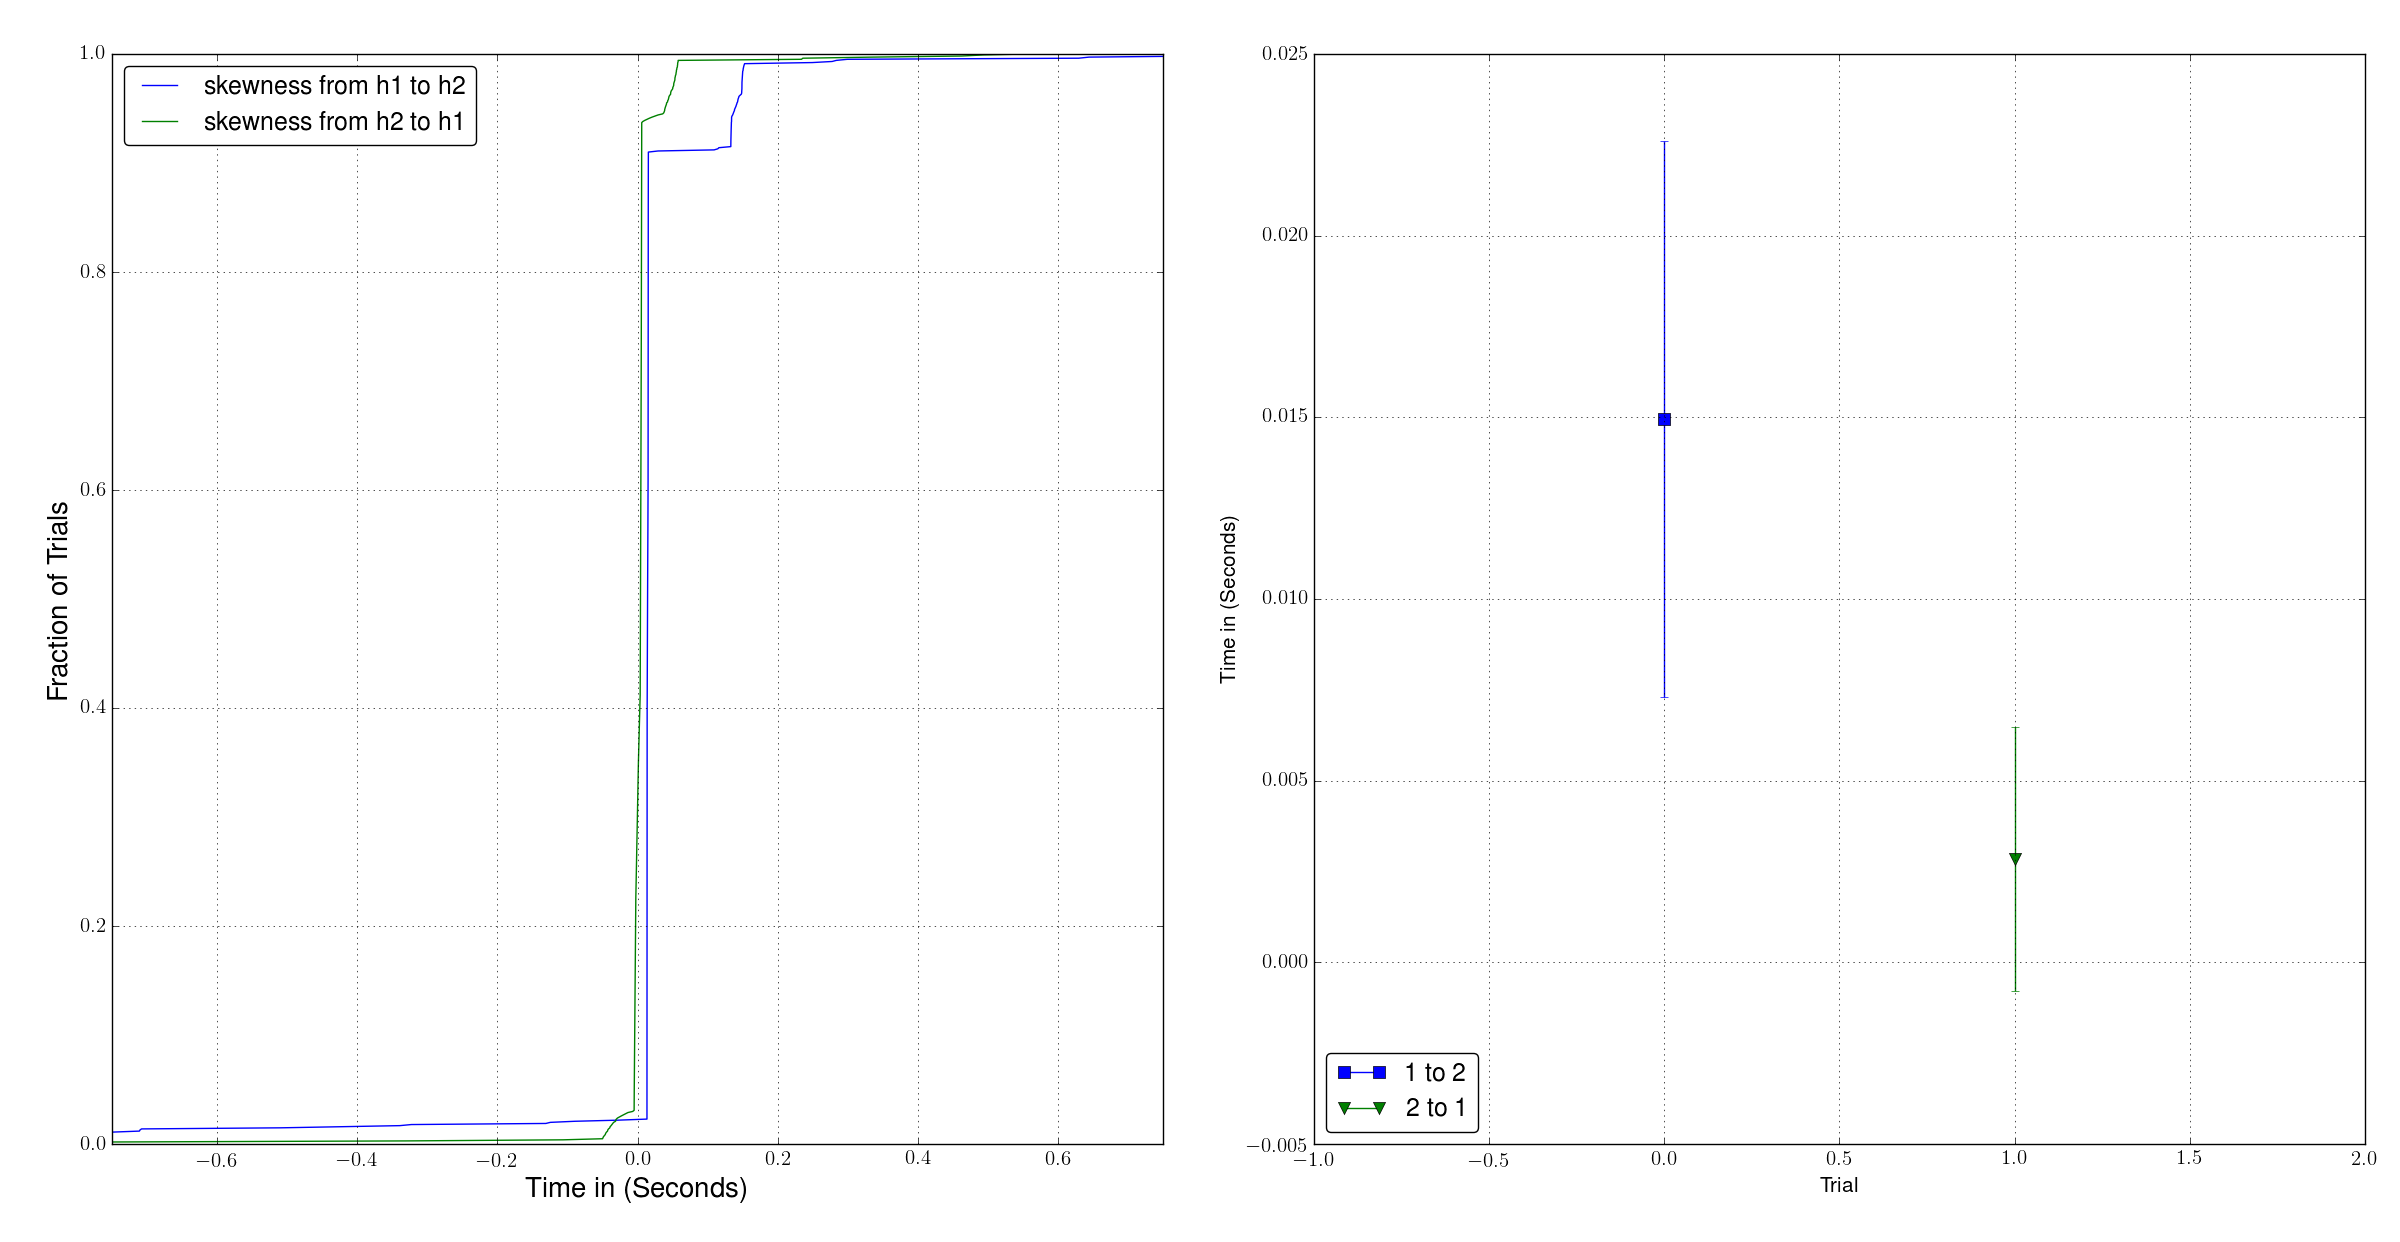 1.0
0.8
0.6
0.4
0.2
0.0
Fraction of Trials
skewness from h1 to h2
skewness from h2 to h1
−0.6 −0.4 −0.2 0.0 0.2 0.4 0.6
Time in (Seconds)
0.025
0.020
0.015
0.010
0.005
0.000
−0.005
Time in (Seconds)
1 to 2
2 to 1
−1.0 −0.5 0.0 0.5 1.0 1.5 2.0
Trial